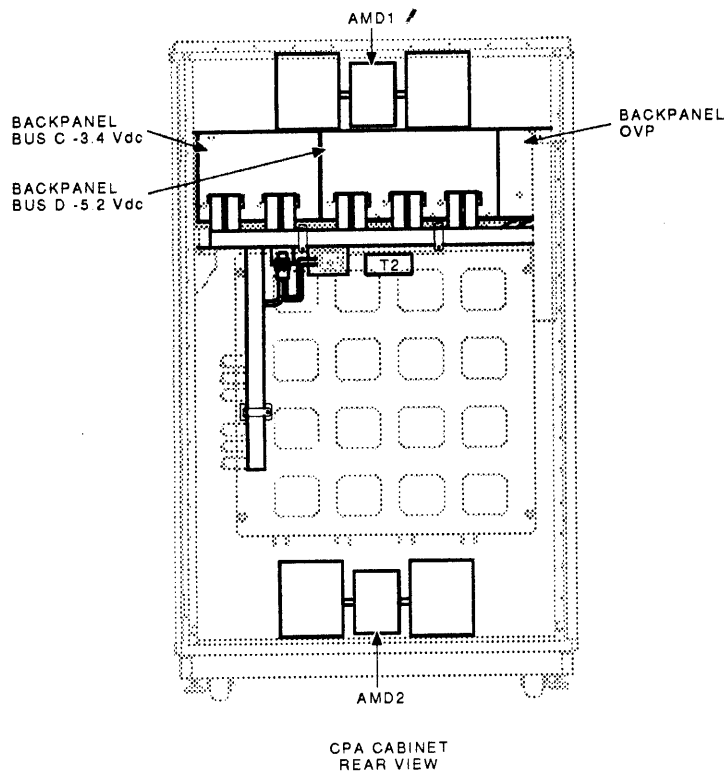 AMD1
BACKPANEL
BUS C -3.4 Vdc
BACKPANEL
OVP
BACKPANEL
BUS D -5.2 Vdc
T2
AMD2
CPA CABINET
REAR VIEW